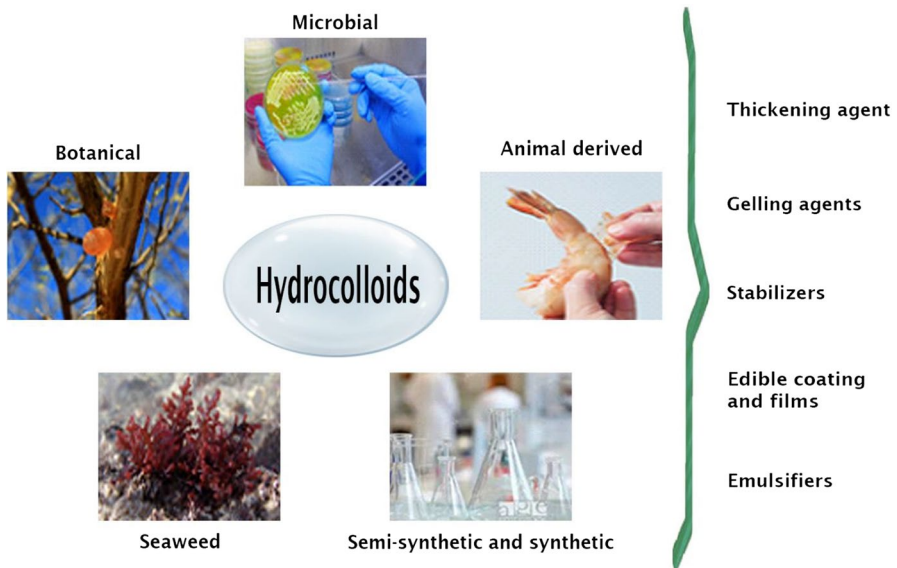 Microbial
Botanical
Animal derived
Hydrocolloids
Seaweed
Semi-synthetic and synthetic
Thickening agent
Gelling agents
Stabilizers
Edible coating
and films
Emulsifiers